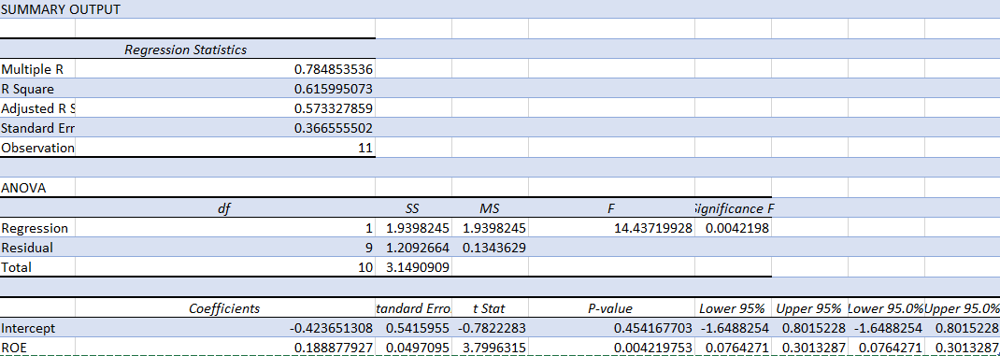 SUMMARY OUTPUT
Regression Statistics
Multiple R 0.784853536
R Square 0.615995073
Adjusted R S 0.573327859
Standard Err 0.366555502
Observation 11
ANOVA
df SS MS F Significance F
Regression 1 1.9398245 1.9398245 14.43719928 0.0042198
Residual 9 1.2092664 0.1343629
Total 10 3.1490909
Coefficients tandard Erro t Stat P-value Lower 95% Upper 95% Lower 95.0% Upper 95.0%
Intercept -0.423651308 0.5415955 -0.7822283 0.454167703 -1.6488254 0.8015228 -1.6488254 0.8015228
ROE 0.188877927 0.0497095 3.7996315 0.004219753 0.0764271 0.3013287 0.0764271 0.3013287